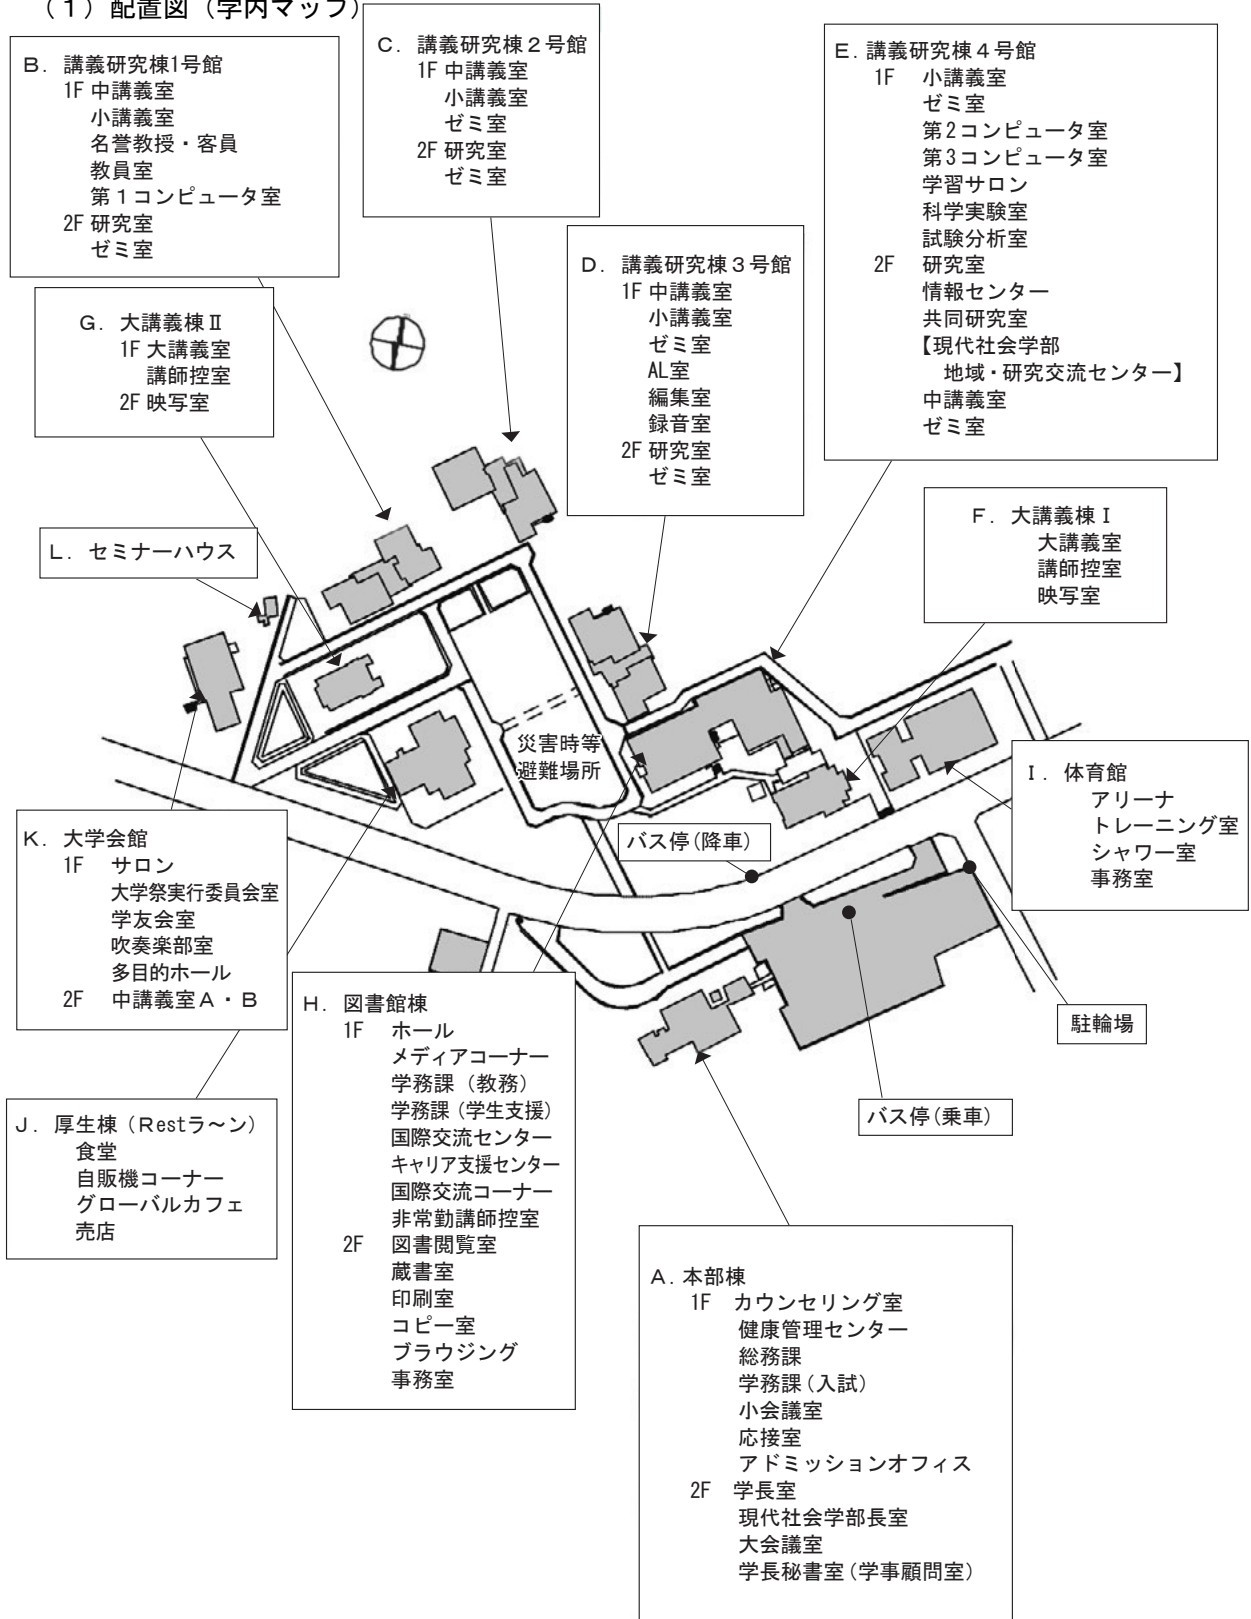 （１）配置図（学内マップ）
B．講義研究棟1号館
1F 中講義室
小講義室
名誉教授・客員
教員室
第１コンピュータ室
2F 研究室
ゼミ室
C．講義研究棟２号館
1F 中講義室
小講義室
ゼミ室
2F 研究室
ゼミ室
E．講義研究棟４号館
1F 小講義室
ゼミ室
第2コンピュータ室
第3コンピュータ室
学習サロン
科学実験室
試験分析室
2F 研究室
情報センター
共同研究室
【現代社会学部
地域・研究交流センター】
中講義室
ゼミ室
D．講義研究棟３号館
1F 中講義室
小講義室
ゼミ室
AL室
編集室
録音室
2F 研究室
ゼミ室
G．大講義棟Ⅱ
1F 大講義室
講師控室
2F 映写室
F．大講義棟Ⅰ
大講義室
講師控室
映写室
L．セミナーハウス
災害時等
避難場所
I．体育館
アリーナ
トレーニング室
シャワー室
事務室
バス停（降車）
K．大学会館
1F サロン
大学祭実行委員会室
学友会室
吹奏楽部室
多目的ホール
2F 中講義室Ａ・Ｂ
H．図書館棟
1F ホール
メディアコーナー
学務課（教務）
学務課（学生支援）
国際交流センター
キャリア支援センター
国際交流コーナー
非常勤講師控室
2F 図書閲覧室
蔵書室
印刷室
コピー室
ブラウジング
事務室
駐輪場
バス停（乗車）
J．厚生棟（Restラ～ン）
食堂
自販機コーナー
グローバルカフェ
売店
A．本部棟
1F カウンセリング室
健康管理センター
総務課
学務課（入試）
小会議室
応接室
アドミッションオフィス
2F 学長室
現代社会学部長室
大会議室
学長秘書室（学事顧問室）